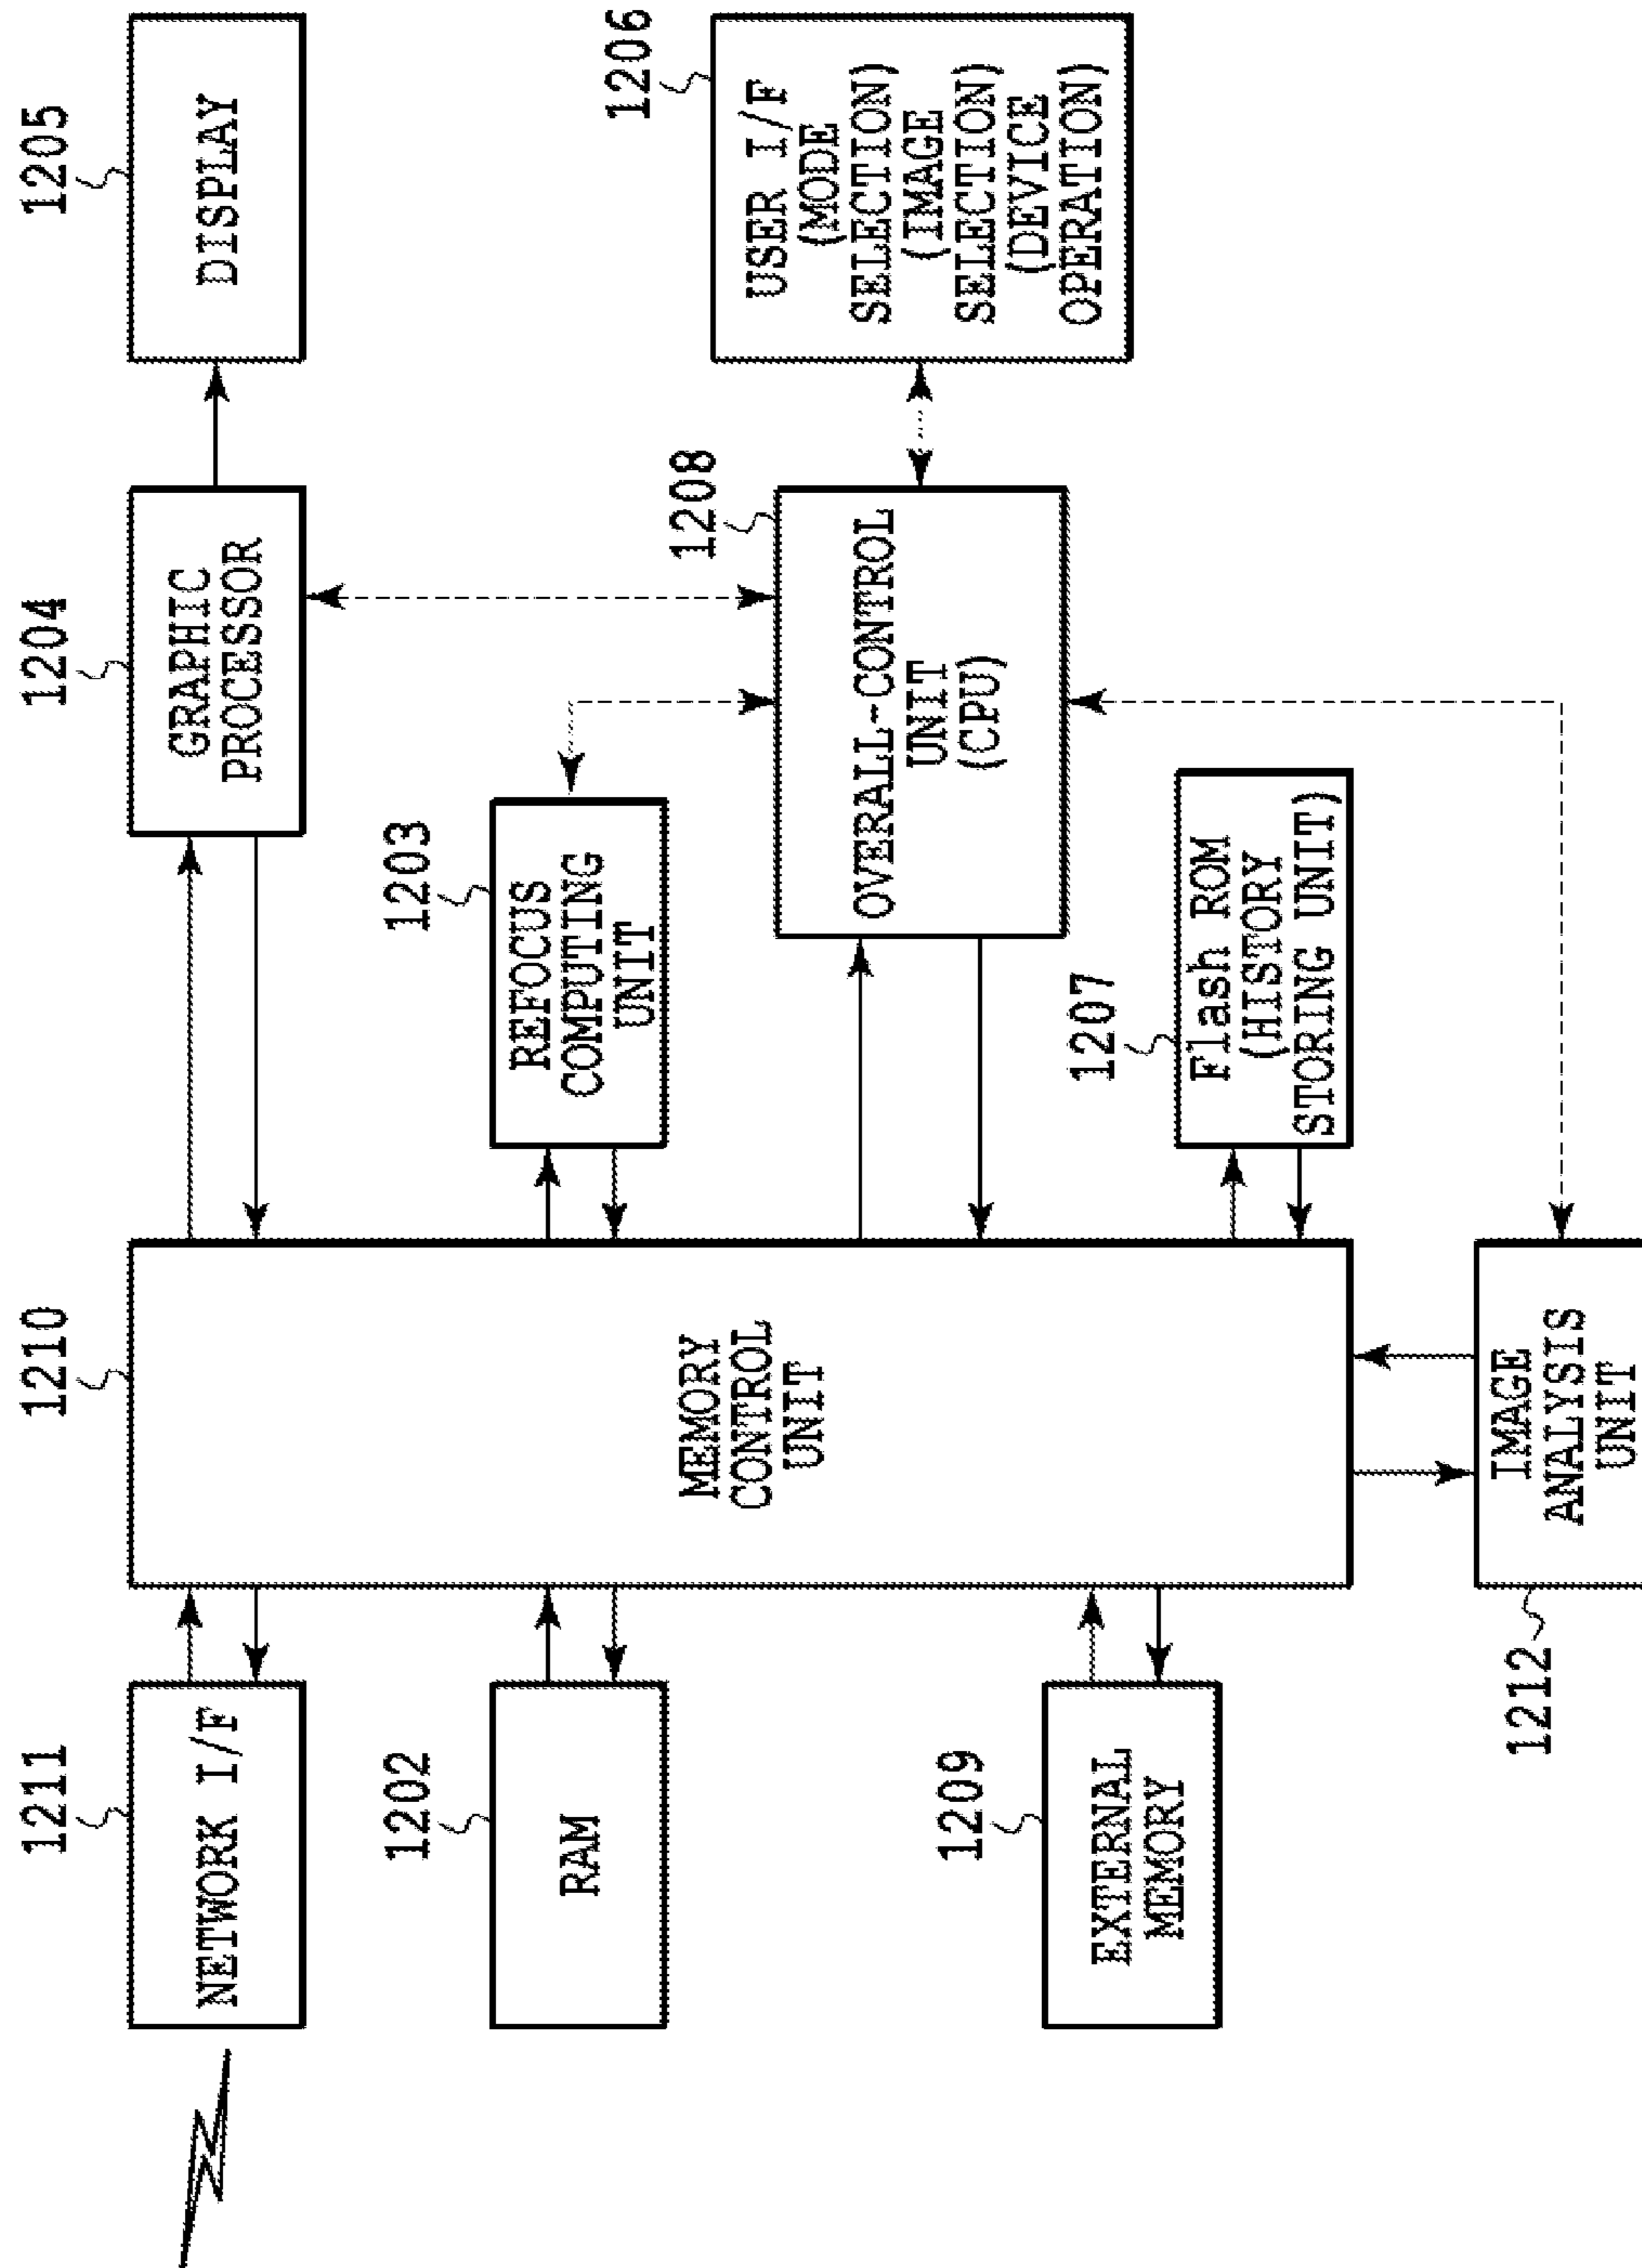 1211
1210
1204
1205
NETWORK I/F
GRAPHIC
PROCESSOR
DISPLAY
1202
RAM
1203
REFOCUS
COMPUTING
UNIT
MEMORY
CONTROL
UNIT
1208
OVERALL-CONTROL
UNIT
(CPU)
1206
USER I/F
(MODE
SELECTION)
(IMAGE
SELECTION)
(DEVICE
OPERATION)
1209
EXTERNAL
MEMORY
1207
Flash ROM
(HISTORY
STORING UNIT)
1212
IMAGE
ANALYSIS
UNIT